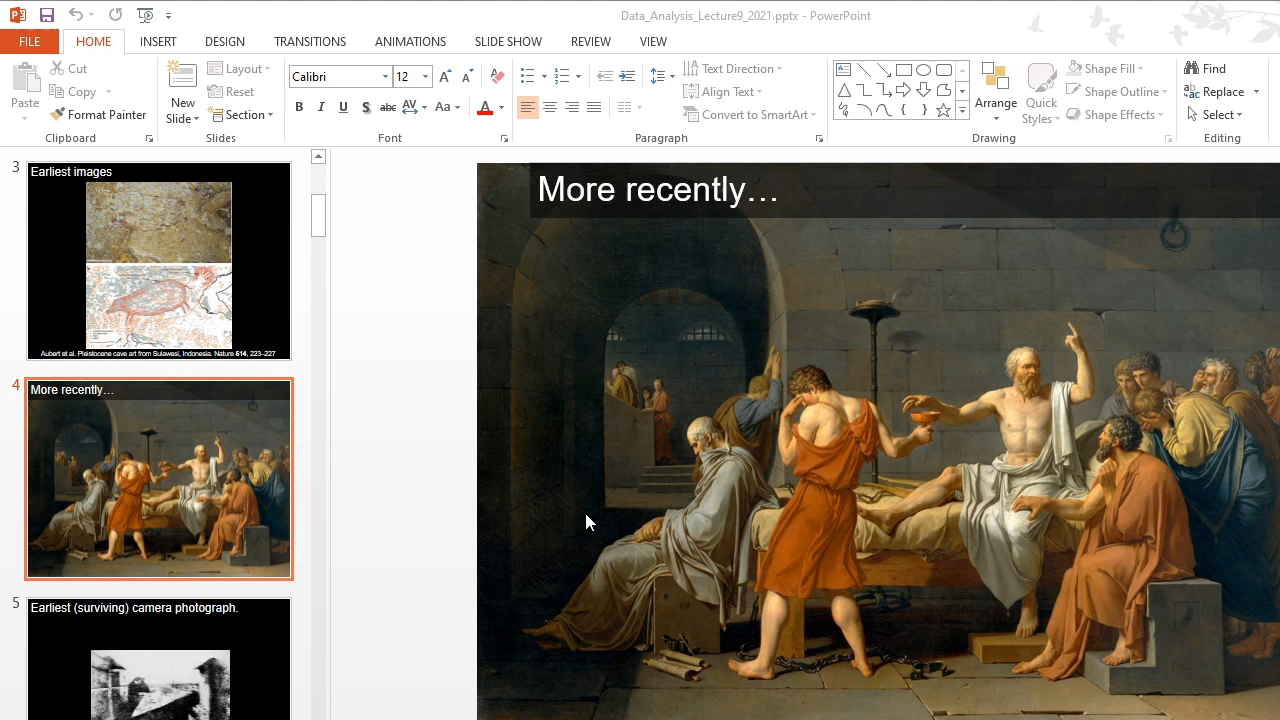 Data_Analysis_Lecture9_2021.pptx - PowerPoint
FILE HOME INSERT DESIGN TRANSITIONS ANIMATIONS SLIDE SHOW REVIEW VIEW
Paste
Cut
Copy
Format Painter
Clipboard
New
Slide
Layout
Reset
Section
Slides
Calibri 12
B I U S abc AV Aa A
Font
Text Direction
Align Text
Convert to SmartArt
Paragraph
Arrange
Quick
Styles
Shape Fill
Shape Outline
Shape Effects
Drawing
Find
Replace
Select
Editing
3
Earliest images
Aubert et al. Pleistocene cave art from Sulawesi, Indonesia. Nature 514, 223–227
4
More recently…
5
Earliest (surviving) camera photograph.
More recently…